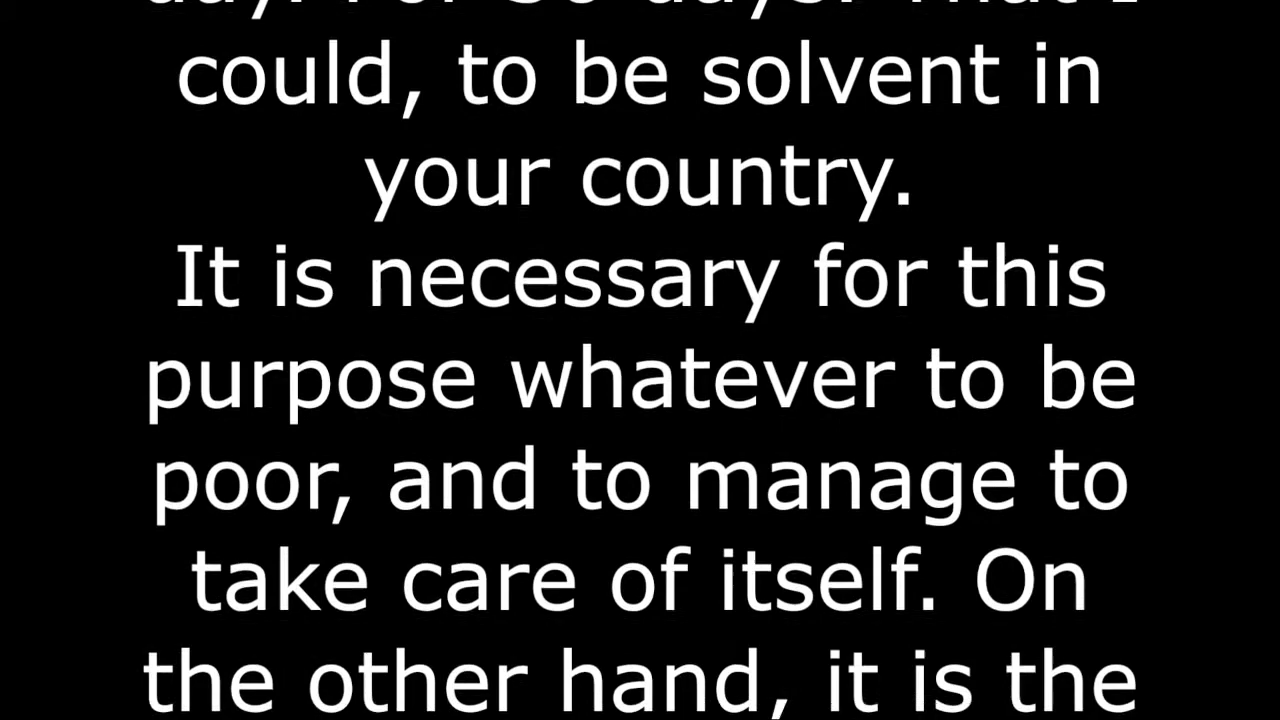 could, to be solvent in
your country.
It is necessary for this
purpose whatever to be
poor, and to manage to
take care of itself. On
the other hand, it is the